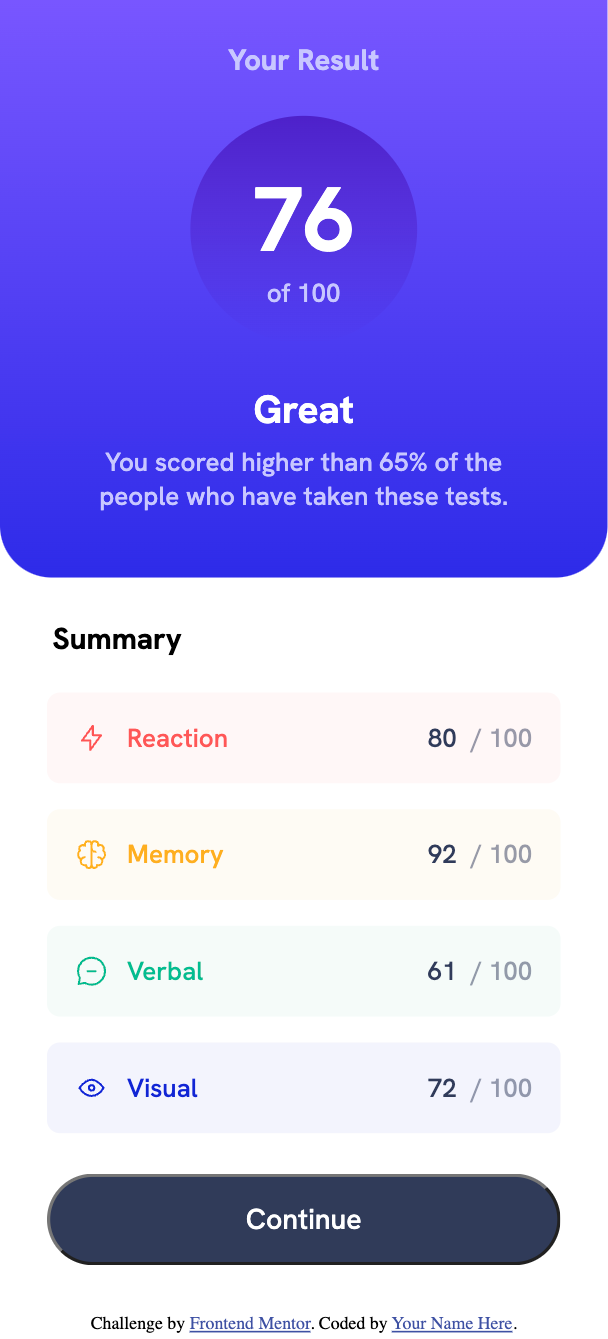 Your Result
76
of 100
Great
You scored higher than 65% of the
people who have taken these tests.
Summary
Reaction 80 / 100
Memory 92 / 100
Verbal 61 / 100
Visual 72 / 100
Continue
Challenge by Frontend Mentor. Coded by Your Name Here.